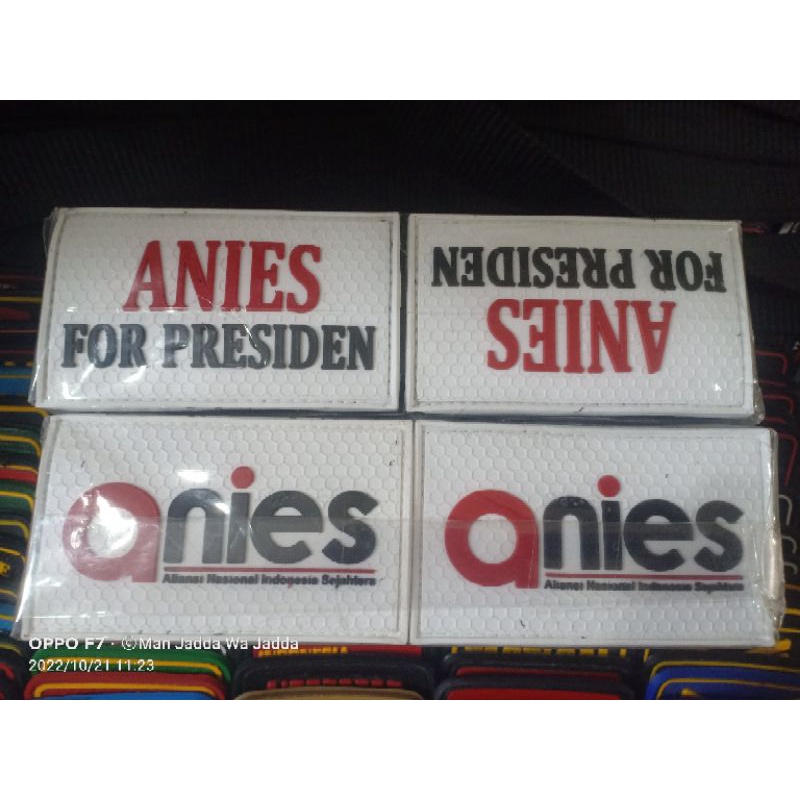 ANIES
FOR PRESIDEN
FOR PRESIDEN
ANIES
anies
Aliansi Nasional Indonesia Sejahtera
anies
Aliansi Nasional Indonesia Sejahtera
OPPO F7 · ©Man Jadda Wa Jadda
2022/10/21 11:23